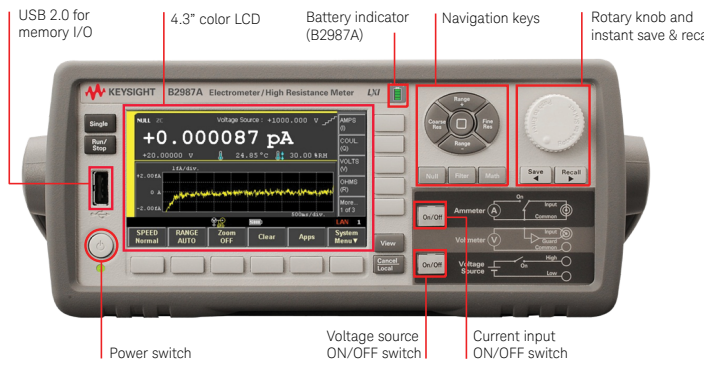 USB 2.0 for
memory I/O
4.3” color LCD
Battery indicator
(B2987A)
Navigation keys
Rotary knob and
instant save & reca
KEYSIGHT B2987A Electrometer/High Resistance Meter LXI
Single
Run/
Stop
NULL
Voltage Source : +1000.000 V
+0.000087 pA
+20.00000 V 24.85°C 30.00 %RH
1fA/div.
+2.00fA
0 A
-2.00fA
500ms/div.
AMPS
(I)
COUL.
(Q)
VOLTS
(V)
OHMS
(R)
More..
1 of 3
LAN 1
SPEED
Normal
RANGE
AUTO
Zoom
OFF
Clear
Apps
System
Menu▼
View
Cancel
Local
Range
Coarse
Res
Fine
Res
Range
Null
Filter
Math
Save
◀
Recall
▶
On/Off
Ammeter A
On
Input
Common
Voltmeter V
Input
Guard
Common
On/Off
Voltage
Source
On
High
Low
Power switch
Voltage source
ON/OFF switch
Current input
ON/OFF switch